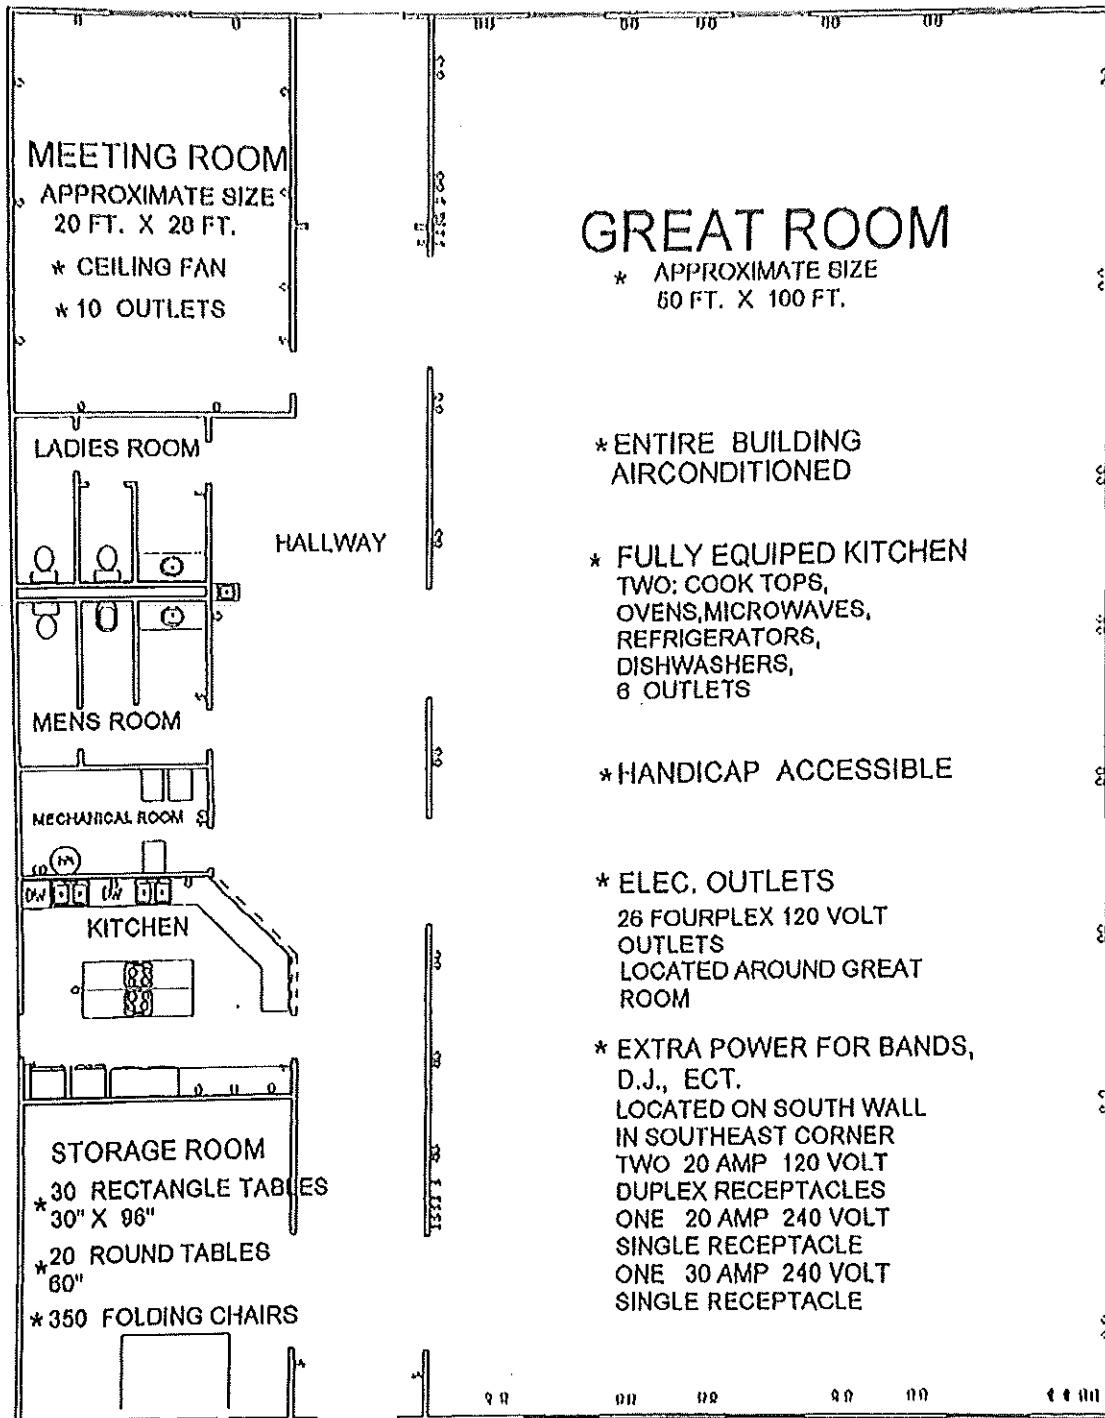 MEETING ROOM
APPROXIMATE SIZE
20 FT. X 28 FT.
* CEILING FAN
* 10 OUTLETS
GREAT ROOM
* APPROXIMATE SIZE
60 FT. X 100 FT.
LADIES ROOM
HALLWAY
MENS ROOM
MECHANICAL ROOM
DW
DW
KITCHEN
STORAGE ROOM
* 30 RECTANGLE TABLES
30" X 96"
* 20 ROUND TABLES
60"
* 350 FOLDING CHAIRS
* ENTIRE BUILDING
AIRCONDITIONED
* FULLY EQUIPED KITCHEN
TWO: COOK TOPS,
OVENS,MICROWAVES,
REFRIGERATORS,
DISHWASHERS,
6 OUTLETS
* HANDICAP ACCESSIBLE
* ELEC. OUTLETS
26 FOURPLEX 120 VOLT
OUTLETS
LOCATED AROUND GREAT
ROOM
* EXTRA POWER FOR BANDS,
D.J., ECT.
LOCATED ON SOUTH WALL
IN SOUTHEAST CORNER
TWO 20 AMP 120 VOLT
DUPLEX RECEPTACLES
ONE 20 AMP 240 VOLT
SINGLE RECEPTACLE
ONE 30 AMP 240 VOLT
SINGLE RECEPTACLE